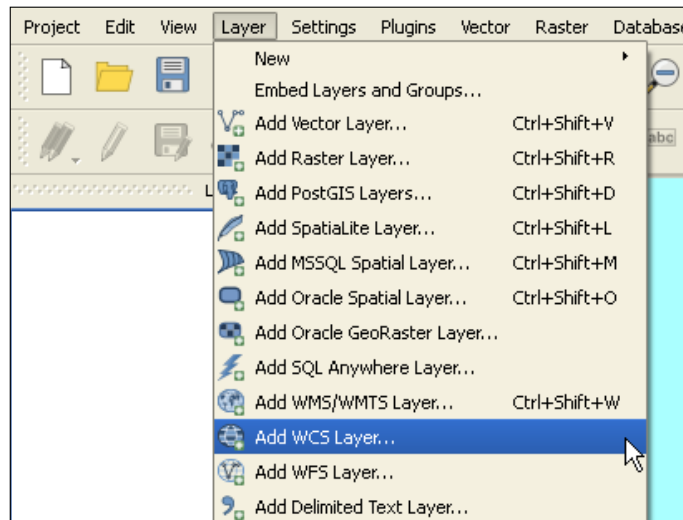 Project Edit View Layer Settings Plugins Vector Raster Database
New
Embed Layers and Groups...
Add Vector Layer... Ctrl+Shift+V
Add Raster Layer... Ctrl+Shift+R
abc
Add PostGIS Layers... Ctrl+Shift+D
L
Add SpatiaLite Layer... Ctrl+Shift+L
Add MSSQL Spatial Layer... Ctrl+Shift+M
Add Oracle Spatial Layer... Ctrl+Shift+O
Add Oracle GeoRaster Layer...
Add SQL Anywhere Layer...
Add WMS/WMTS Layer... Ctrl+Shift+W
Add WCS Layer...
Add WFS Layer...
Add Delimited Text Layer...